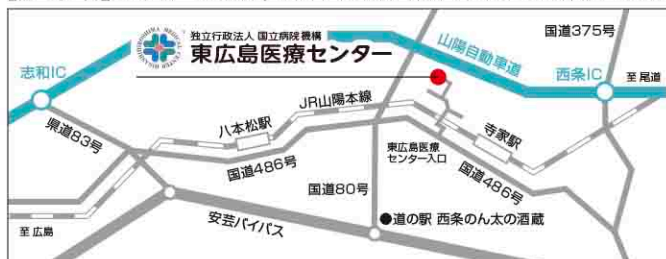 国道375号
独立行政法人 国立病院機構
東広島医療センター
山陽自動車道
志和IC
西条IC
至 尾道
県道83号
八本松駅
JR山陽本線
寺家駅
東広島医療
センター入口
国道486号
国道486号
国道80号
至 広島
安芸バイパス
●道の駅 西条のん太の酒蔵